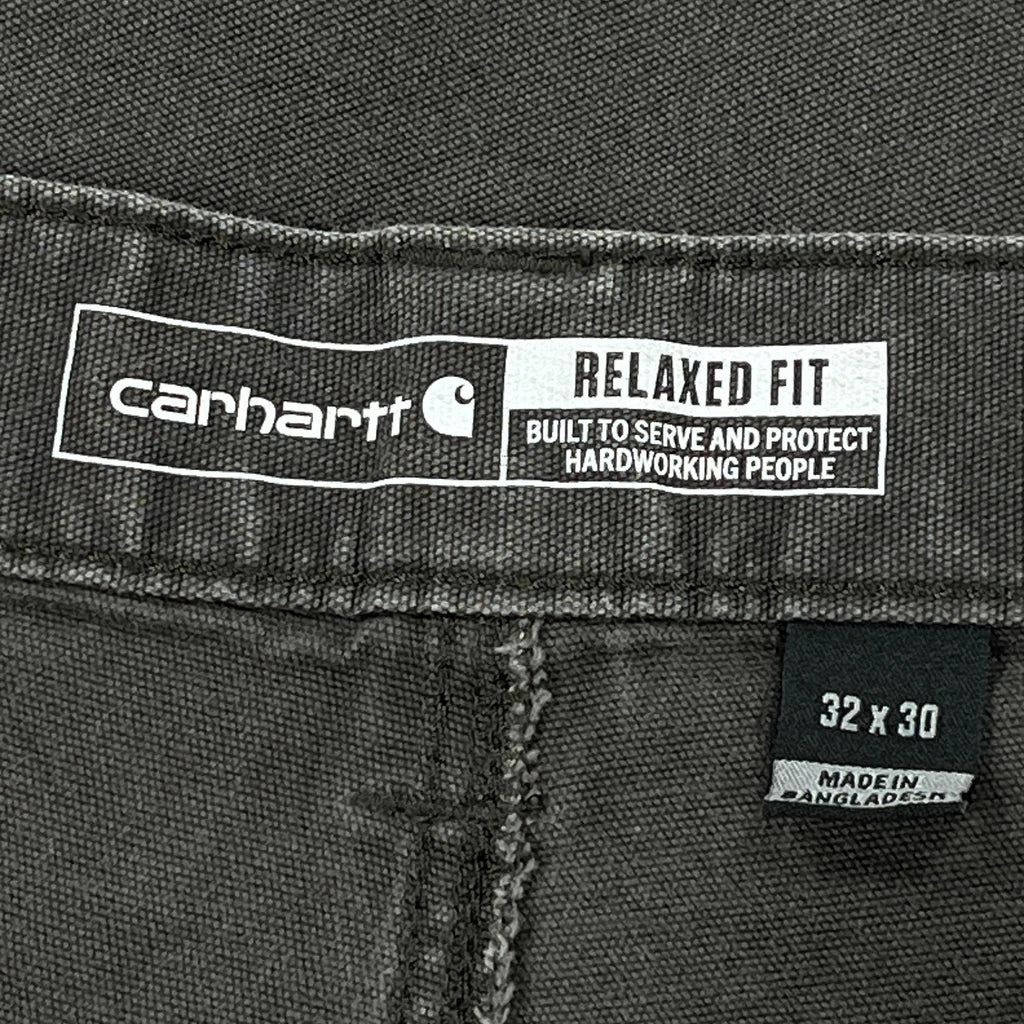 carhartt
RELAXED FIT
BUILT TO SERVE AND PROTECT
HARDWORKING PEOPLE
32 x 30
MADE IN
BANGLADESH